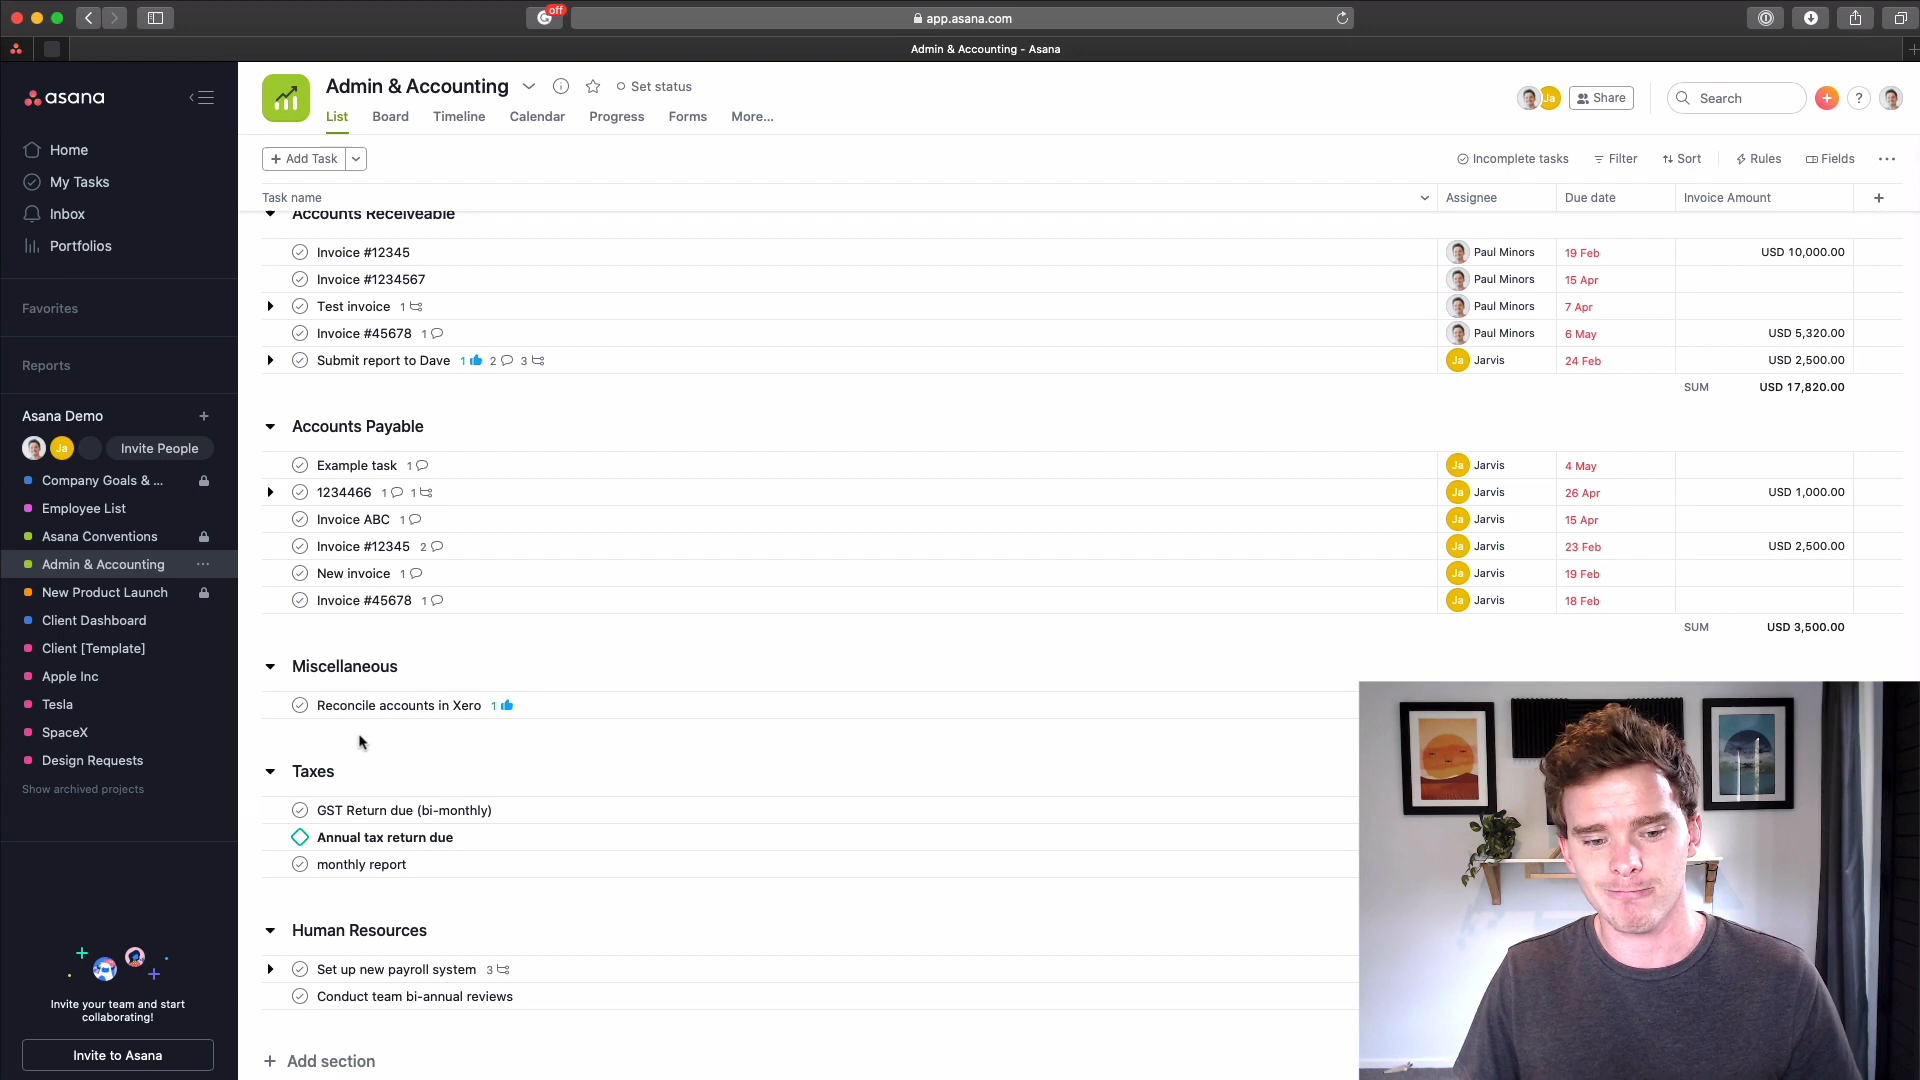 off
app.asana.com
Admin & Accounting - Asana
asana
Home
My Tasks
Inbox
Portfolios
Favorites
Reports
Asana Demo
Ja
Invite People
Company Goals & ...
Employee List
Asana Conventions
Admin & Accounting
New Product Launch
Client Dashboard
Client [Template]
Apple Inc
Tesla
SpaceX
Design Requests
Show archived projects
Invite your team and start
collaborating!
Invite to Asana
Admin & Accounting
Set status
List Board Timeline Calendar Progress Forms More...
Ja
Share
Search
?
Add Task
Incomplete tasks Filter Sort Rules Fields
Task name Assignee Due date Invoice Amount
Accounts Receiveable
Invoice #12345 Paul Minors 19 Feb USD 10,000.00
Invoice #1234567 Paul Minors 15 Apr
Test invoice 1 Paul Minors 7 Apr
Invoice #45678 1 Paul Minors 6 May USD 5,320.00
Submit report to Dave 1 2 3 Ja Jarvis 24 Feb USD 2,500.00
SUM USD 17,820.00
Accounts Payable
Example task 1 Ja Jarvis 4 May
1234466 1 1 Ja Jarvis 26 Apr USD 1,000.00
Invoice ABC 1 Ja Jarvis 15 Apr
Invoice #12345 2 Ja Jarvis 23 Feb USD 2,500.00
New invoice 1 Ja Jarvis 19 Feb
Invoice #45678 1 Ja Jarvis 18 Feb
SUM USD 3,500.00
Miscellaneous
Reconcile accounts in Xero 1
Taxes
GST Return due (bi-monthly)
Annual tax return due
monthly report
Human Resources
Set up new payroll system 3
Conduct team bi-annual reviews
Add section